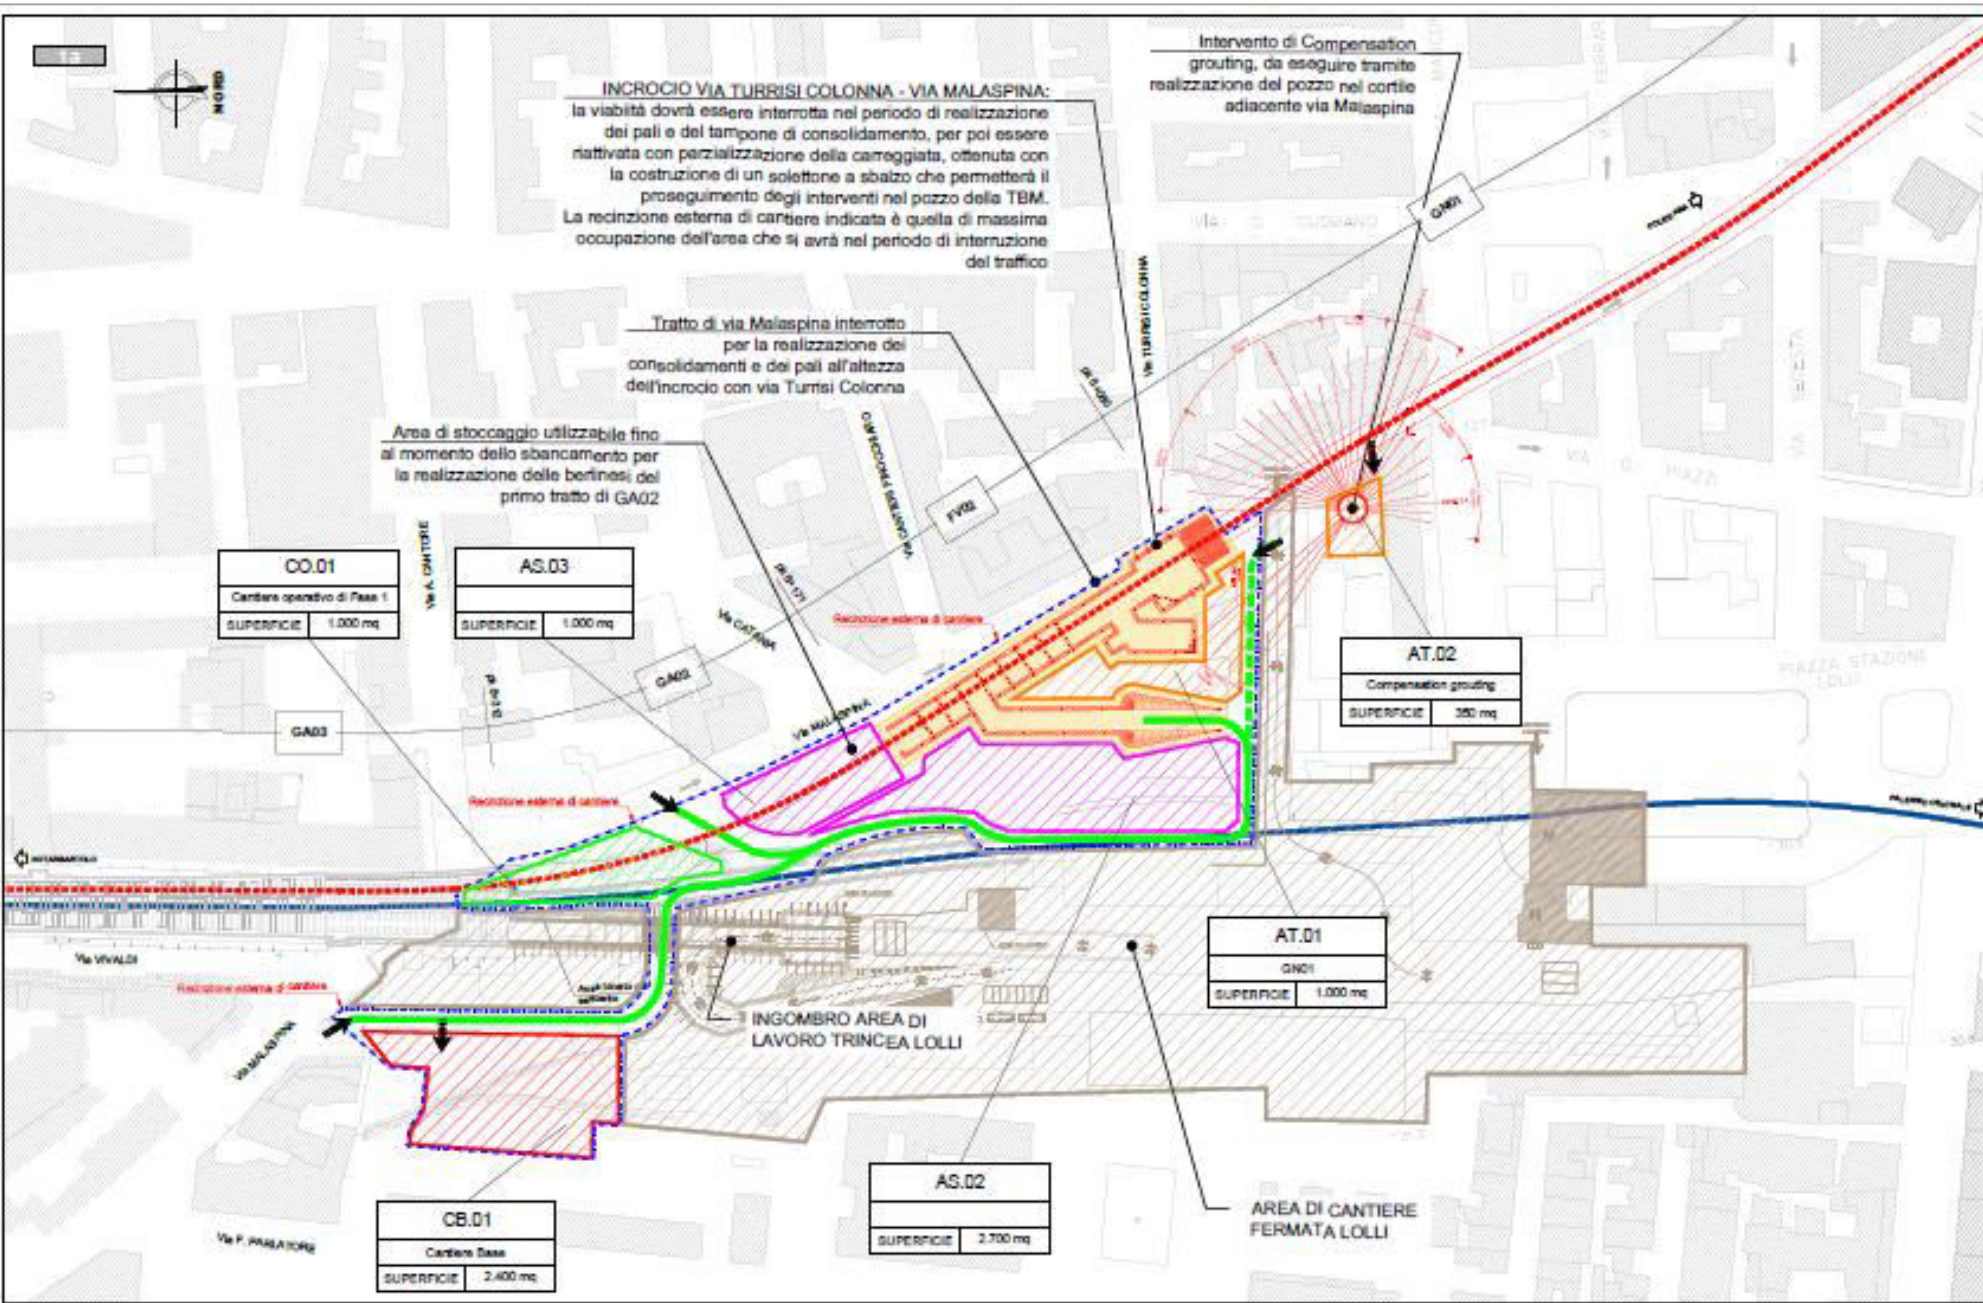 13
NORD
INCROCIO VIA TURRISI COLONNA - VIA MALASPINA:
la viabilità dovrà essere interrotta nel periodo di realizzazione
dei pali e del tampone di consolidamento, per poi essere
riattivata con parzializzazione della carreggiata, ottenuta con
la costruzione di un solettone a sbalzo che permetterà il
proseguimento degli interventi nel pozzo della TBM.
La recinzione esterna di cantiere indicata è quella di massima
occupazione dell'area che si avrà nel periodo di interruzione
del traffico
Intervento di Compensation
grouting, da eseguire tramite
realizzazione del pozzo nel cortile
adiacente via Malaspina
GN01
Via TURRISI COLONNA
Tratto di via Malaspina interrotto
per la realizzazione dei
consolidamenti e dei pali all'altezza
dell'incrocio con via Turrisi Colonna
Area di stoccaggio utilizzabile fino
al momento dello sbancamento per
la realizzazione delle berlinesi del
primo tratto di GA02
FV02
VIA
PIAZZI
Via A. CANTORE
CO.01
Cantiere operativo di Fase 1
SUPERFICIE 1.000 mq
AS.03
SUPERFICIE 1.000 mq
Via CATANIA
Recinzione esterna di cantiere
GA02
GA03
Via MALASPINA
AT.02
Compensation grouting
SUPERFICIE 350 mq
PIAZZA STAZIONE
LOLLI
Recinzione esterna di cantiere
NOTARBARTOLO
PALERMO CENTRALE
AT.01
GN01
SUPERFICIE 1.000 mq
Via VIVALDI
Recinzione esterna di cantiere
INGOMBRO AREA DI
LAVORO TRINCEA LOLLI
Via MALASPINA
AS.02
SUPERFICIE 2.700 mq
AREA DI CANTIERE
FERMATA LOLLI
CB.01
Cantiere Base
SUPERFICIE 2.400 mq
Via F. PARLATORE